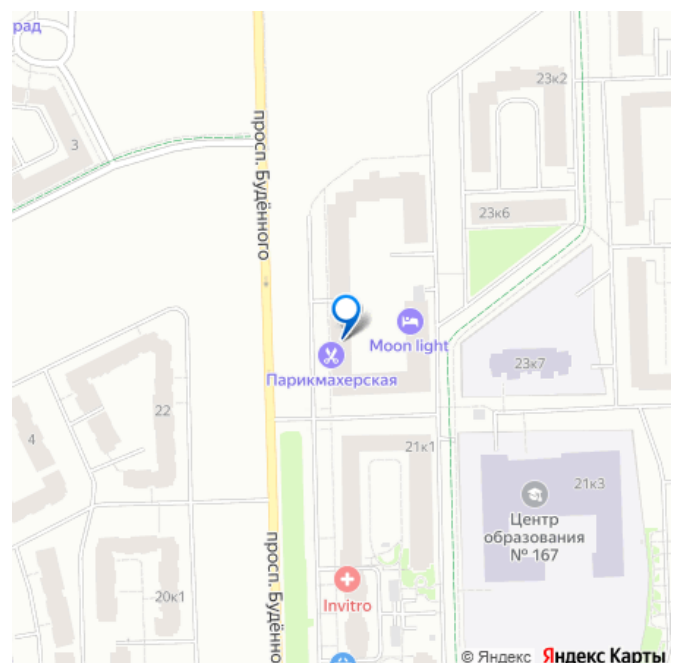 рад
3
просп. Будённого
23к2
23к6
Moon light
Парикмахерская
23к7
22
4
21к1
21к3
Центр
образования
№ 167
просп. Будённо
20к1
Invitro
© Яндекс Яндекс Карты